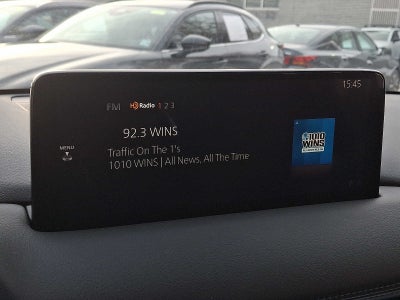 15:45
FM HD Radio 1 2 3
92.3 WINS
MENU
Traffic On The 1's
1010 WINS | All News. All The Time
1010
WINS